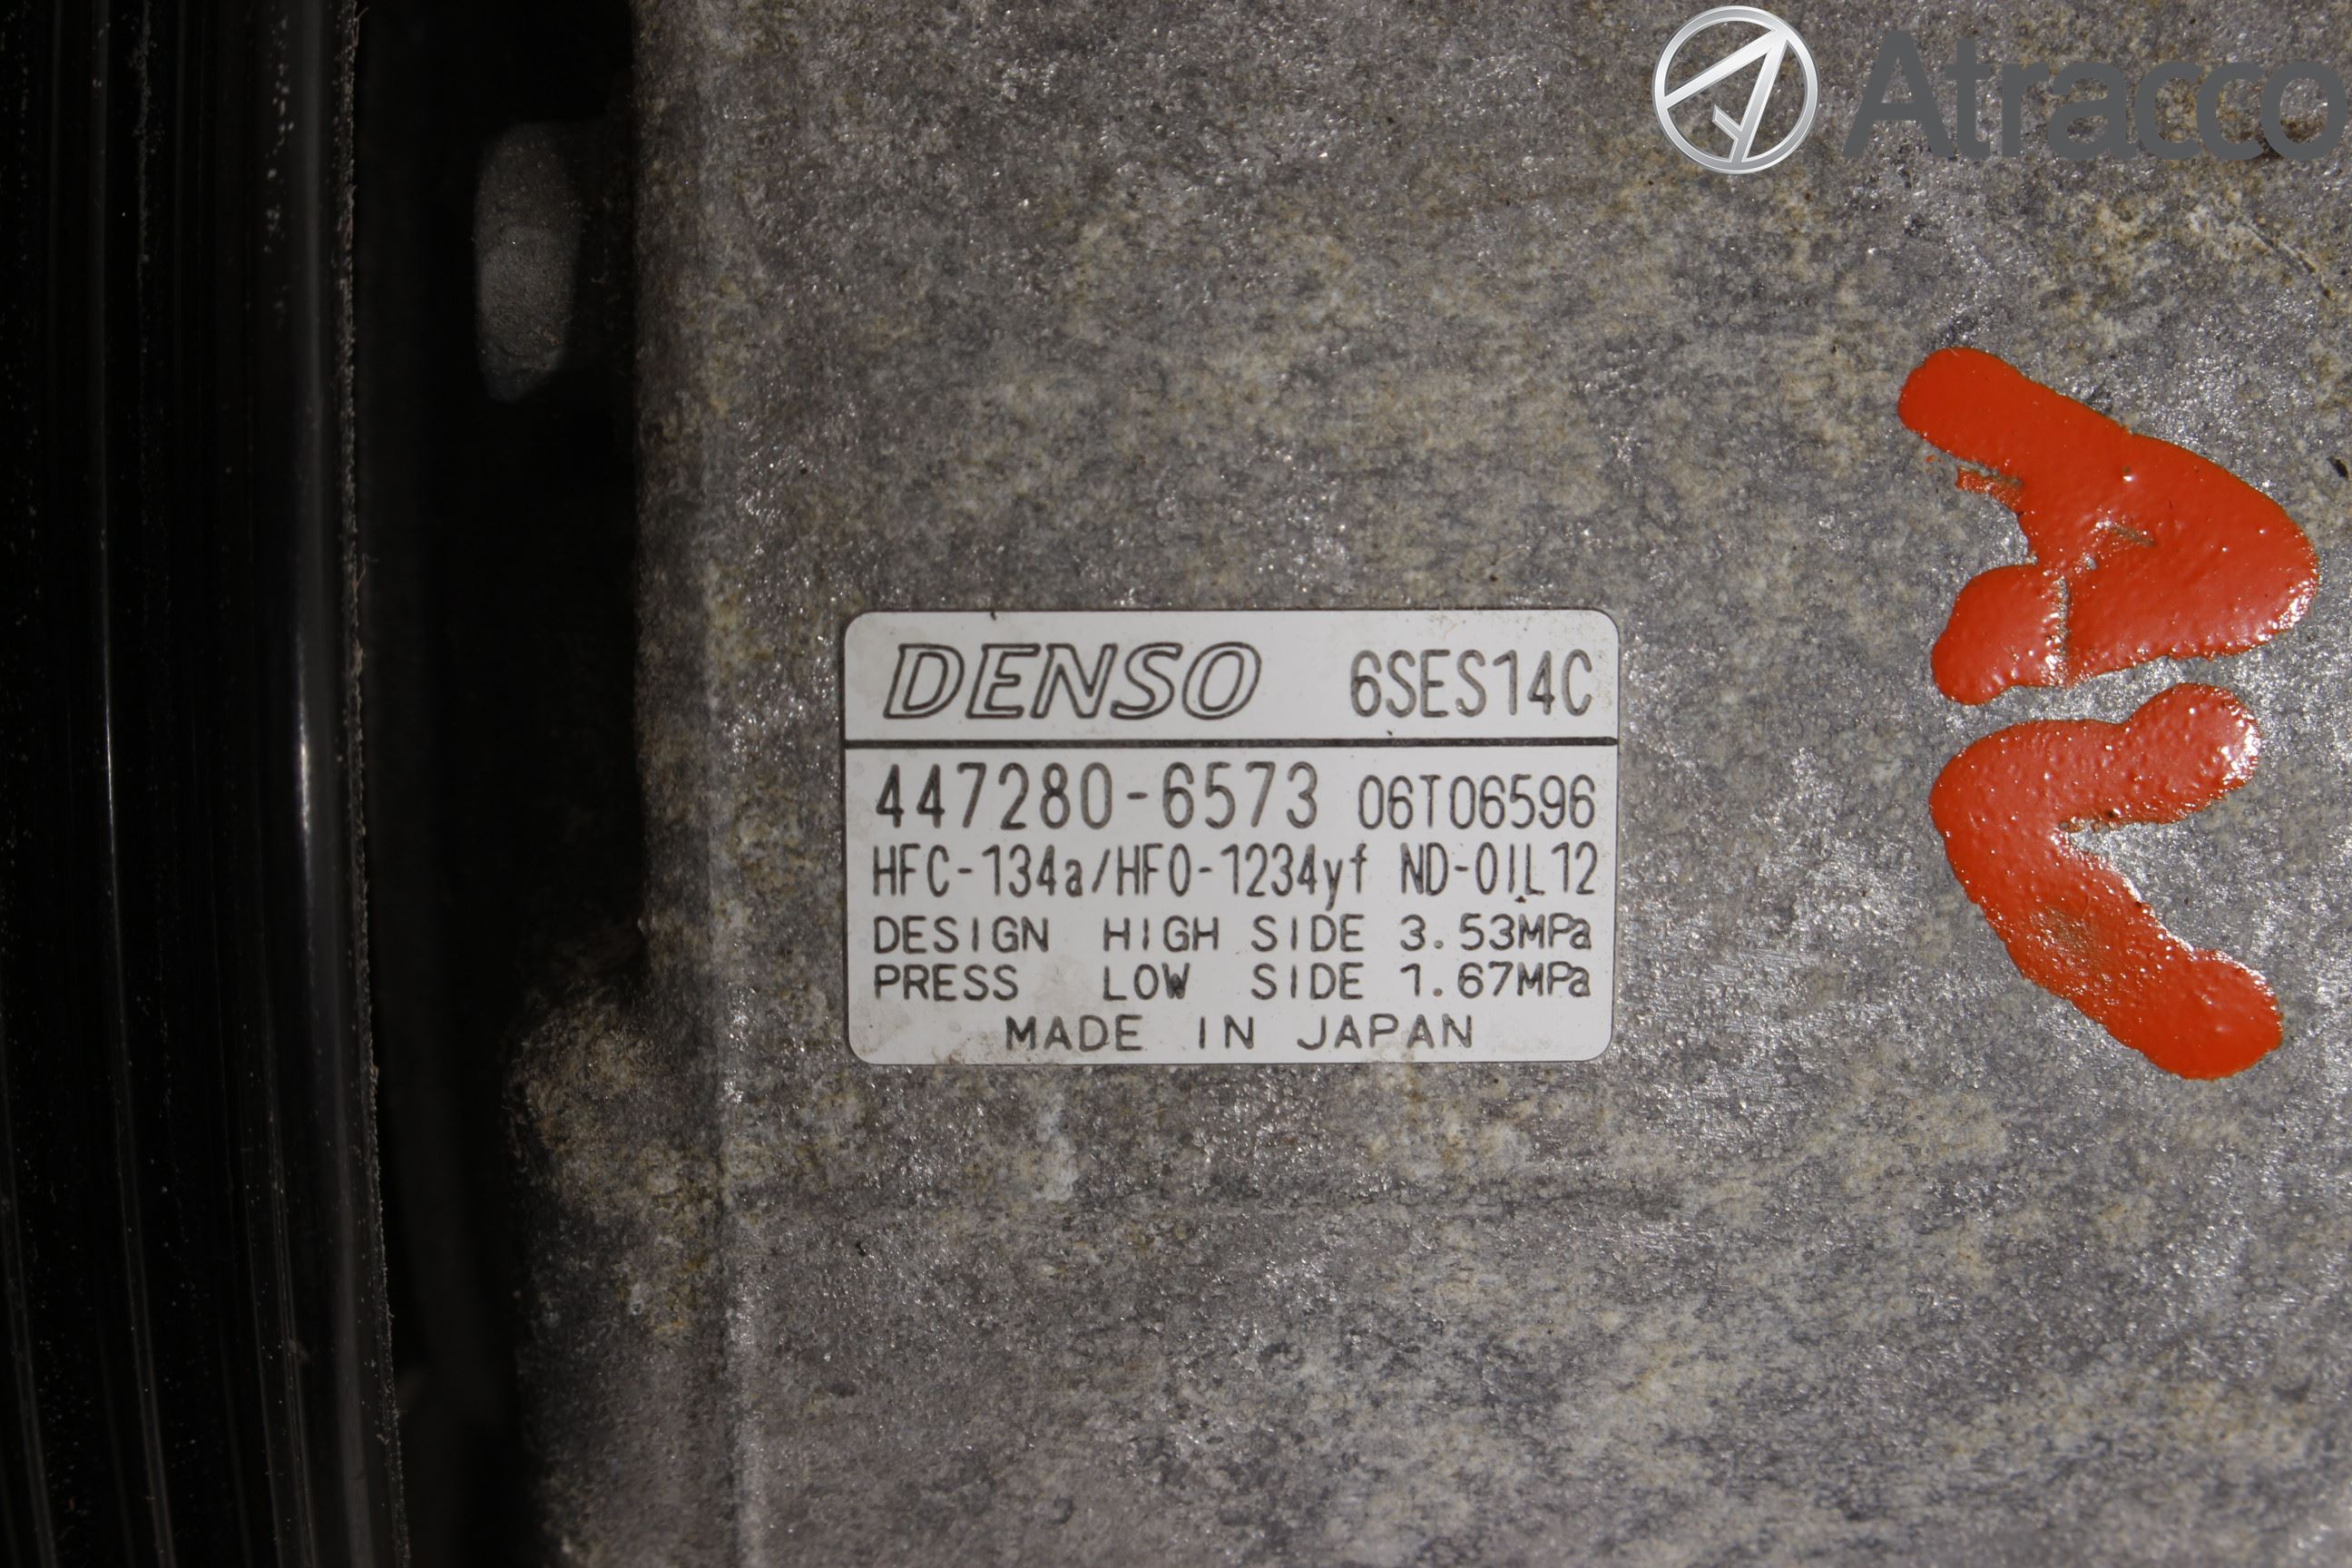 Atracco
DENSO 6SES14C
447280-6573 06T06596
HFC-134a/HFO-1234yf ND-OIL12
DESIGN HIGH SIDE 3.53MPa
PRESS LOW SIDE 1.67MPa
MADE IN JAPAN